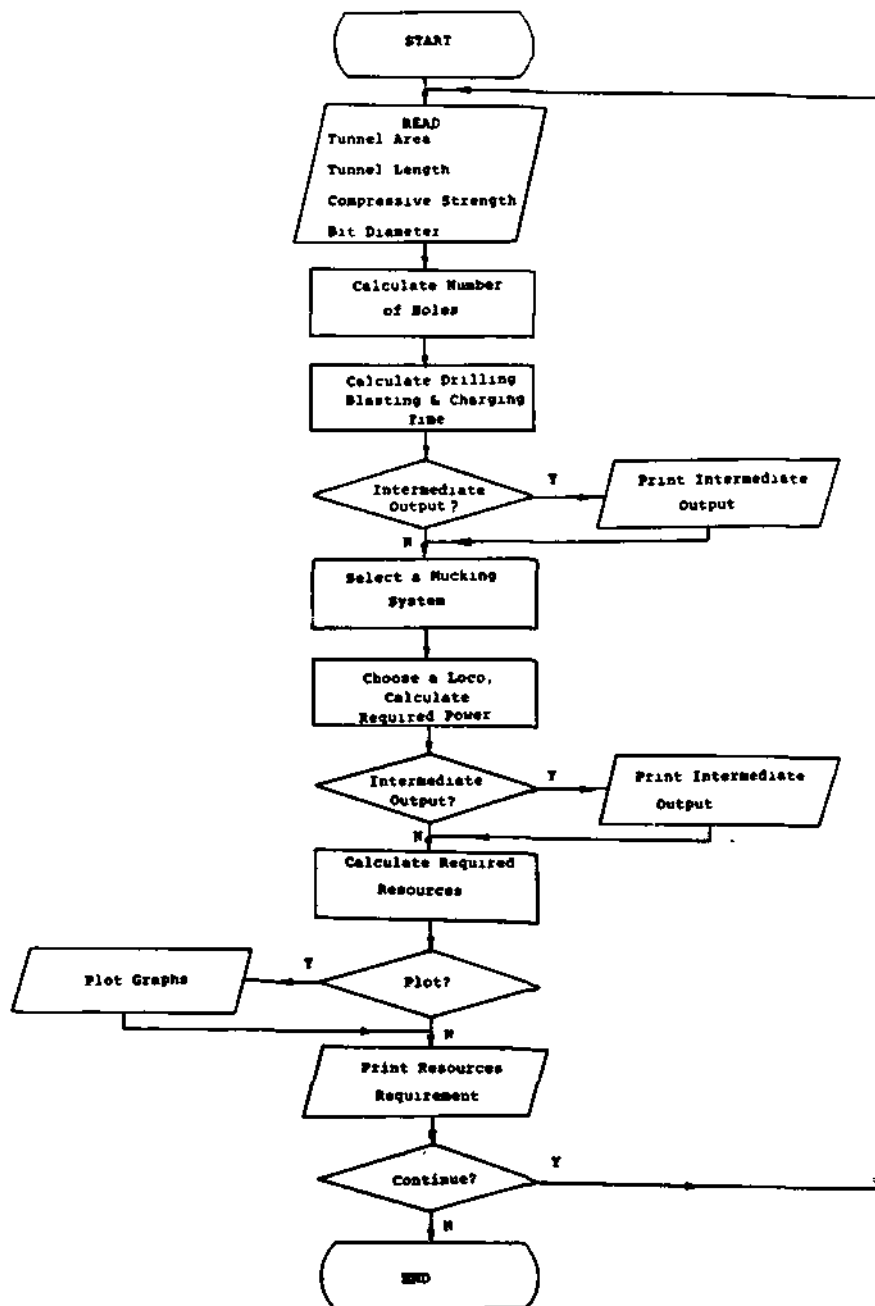 START
READ
Tunnel Area
Tunnel Length
Compressive Strength
Bit Diameter
Calculate Number
of Holes
Calculate Drilling
Blasting & Charging
Time
Intermediate
Output?
Y
Print Intermediate
Output
N
Select a Mucking
System
Choose a Loco,
Calculate
Required Power
Intermediate
Output?
Y
Print Intermediate
Output
N
Calculate Required
Resources
Plot?
Y
Plot Graphs
N
Print Resources
Requirement
Continue?
Y
N
END